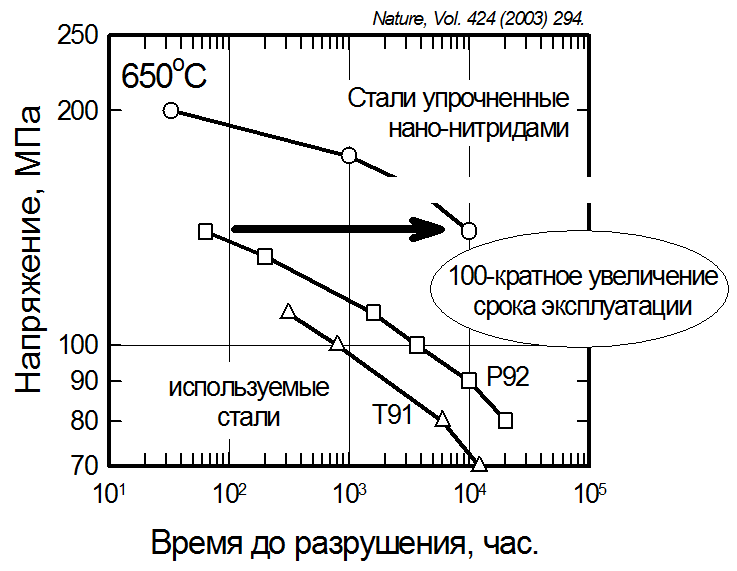 Nature, Vol. 424 (2003) 294.
250
650°C
Стали упрочненные
нано-нитридами
200
Напряжение, МПа
100-кратное увеличение
срока эксплуатации
100
90
P92
используемые
стали
T91
80
70
10¹ 10² 10³ 10⁴ 10⁵
Время до разрушения, час.